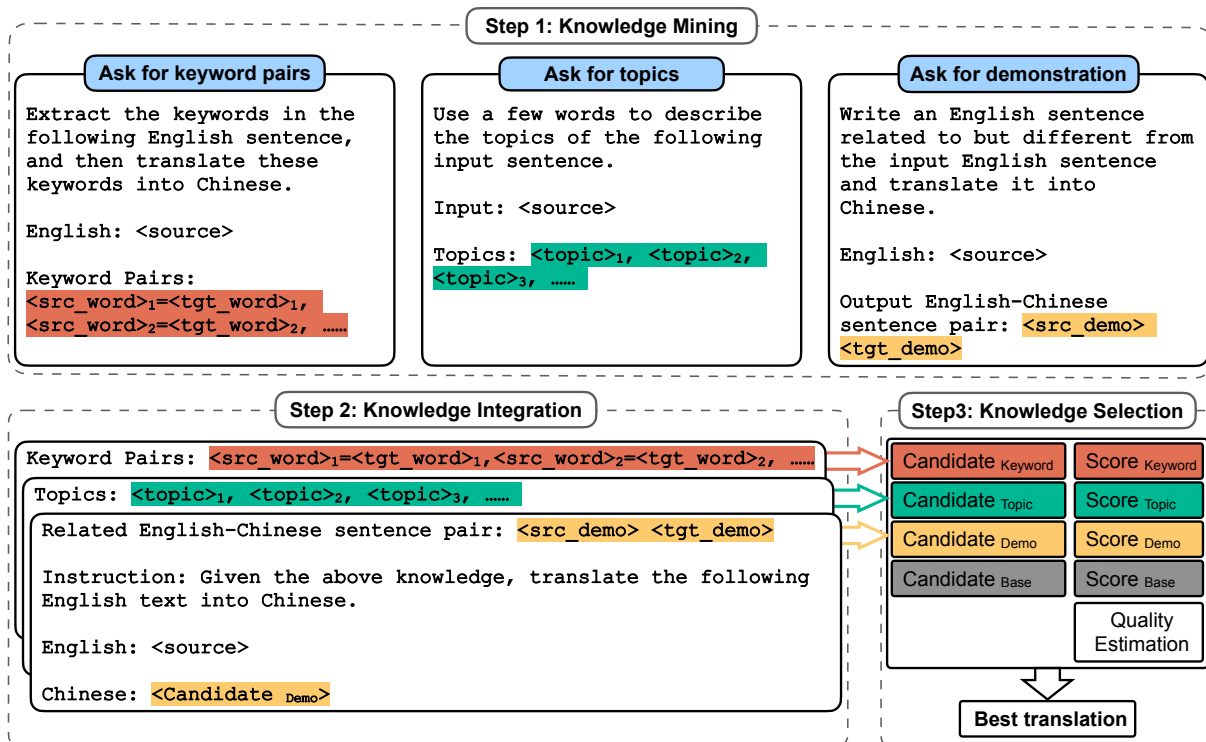 Step 1: Knowledge Mining
Ask for keyword pairs
Extract the keywords in the
following English sentence,
and then translate these
keywords into Chinese.
English: <source>
Keyword Pairs:
<src_word>1=<tgt_word>1,
<src_word>2=<tgt_word>2, ……
Ask for topics
Use a few words to describe
the topics of the following
input sentence.
Input: <source>
Topics: <topic>1, <topic>2,
<topic>3, ……
Ask for demonstration
Write an English sentence
related to but different from
the input English sentence
and translate it into
Chinese.
English: <source>
Output English-Chinese
sentence pair: <src_demo>
<tgt_demo>
Step 2: Knowledge Integration
Keyword Pairs: <src_word>1=<tgt_word>1,<src_word>2=<tgt_word>2, ……
Topics: <topic>1, <topic>2, <topic>3, ……
Related English-Chinese sentence pair: <src_demo> <tgt_demo>
Instruction: Given the above knowledge, translate the following
English text into Chinese.
English: <source>
Chinese: <Candidate Demo>
Step3: Knowledge Selection
Candidate Keyword Score Keyword
Candidate Topic Score Topic
Candidate Demo Score Demo
Candidate Base Score Base
Quality
Estimation
Best translation